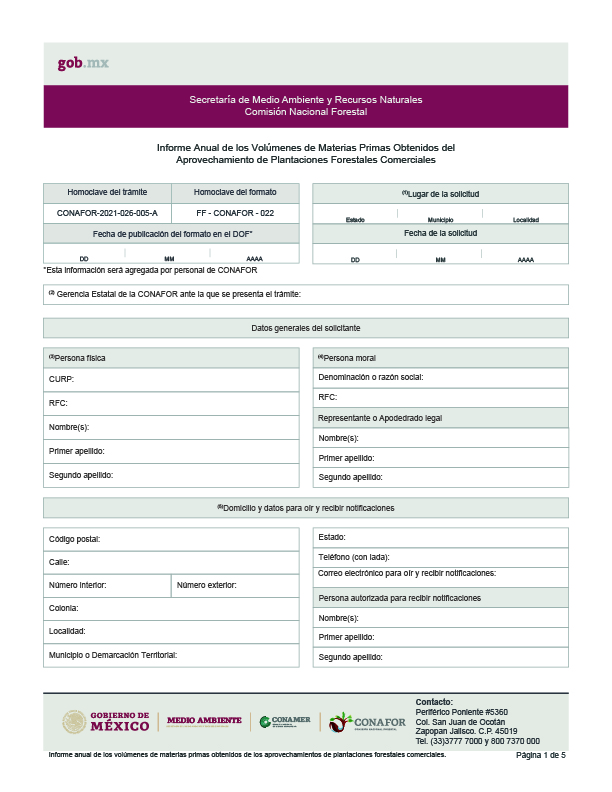 gob.mx
Secretaría de Medio Ambiente y Recursos Naturales
Comisión Nacional Forestal
Informe Anual de los Volúmenes de Materias Primas Obtenidos del
Aprovechamiento de Plantaciones Forestales Comerciales
Homoclave del trámite
Homoclave del formato
CONAFOR-2021-026-005-A
FF - CONAFOR - 022
Fecha de publicación del formato en el DOF*
DD
MM
AAAA
*Esta información será agregada por personal de CONAFOR
(1)Lugar de la solicitud
Estado
Municipio
Localidad
Fecha de la solicitud
DD
MM
AAAA
(2) Gerencia Estatal de la CONAFOR ante la que se presenta el trámite:
Datos generales del solicitante
(3)Persona física
CURP:
RFC:
Nombre(s):
Primer apellido:
Segundo apellido:
(4)Persona moral
Denominación o razón social:
RFC:
Representante o Apodedrado legal
Nombre(s):
Primer apellido:
Segundo apellido:
(5)Domicilio y datos para oír y recibir notificaciones
Código postal:
Calle:
Número interior:
Número exterior:
Colonia:
Localidad:
Municipio o Demarcación Territorial:
Estado:
Teléfono (con lada):
Correo electrónico para oír y recibir notificaciones:
Persona autorizada para recibir notificaciones
Nombre(s):
Primer apellido:
Segundo apellido:
GOBIERNO DE
MÉXICO
MEDIO AMBIENTE
CONAMER
CONAFOR
COMISIÓN NACIONAL FORESTAL
Contacto:
Periférico Poniente #5360
Col. San Juan de Ocotán
Zapopan Jalisco. C.P. 45019
Tel. (33)3777 7000 y 800 7370 000
Informe anual de los volúmenes de materias primas obtenidos de los aprovechamientos de plantaciones forestales comerciales.
Página 1 de 5